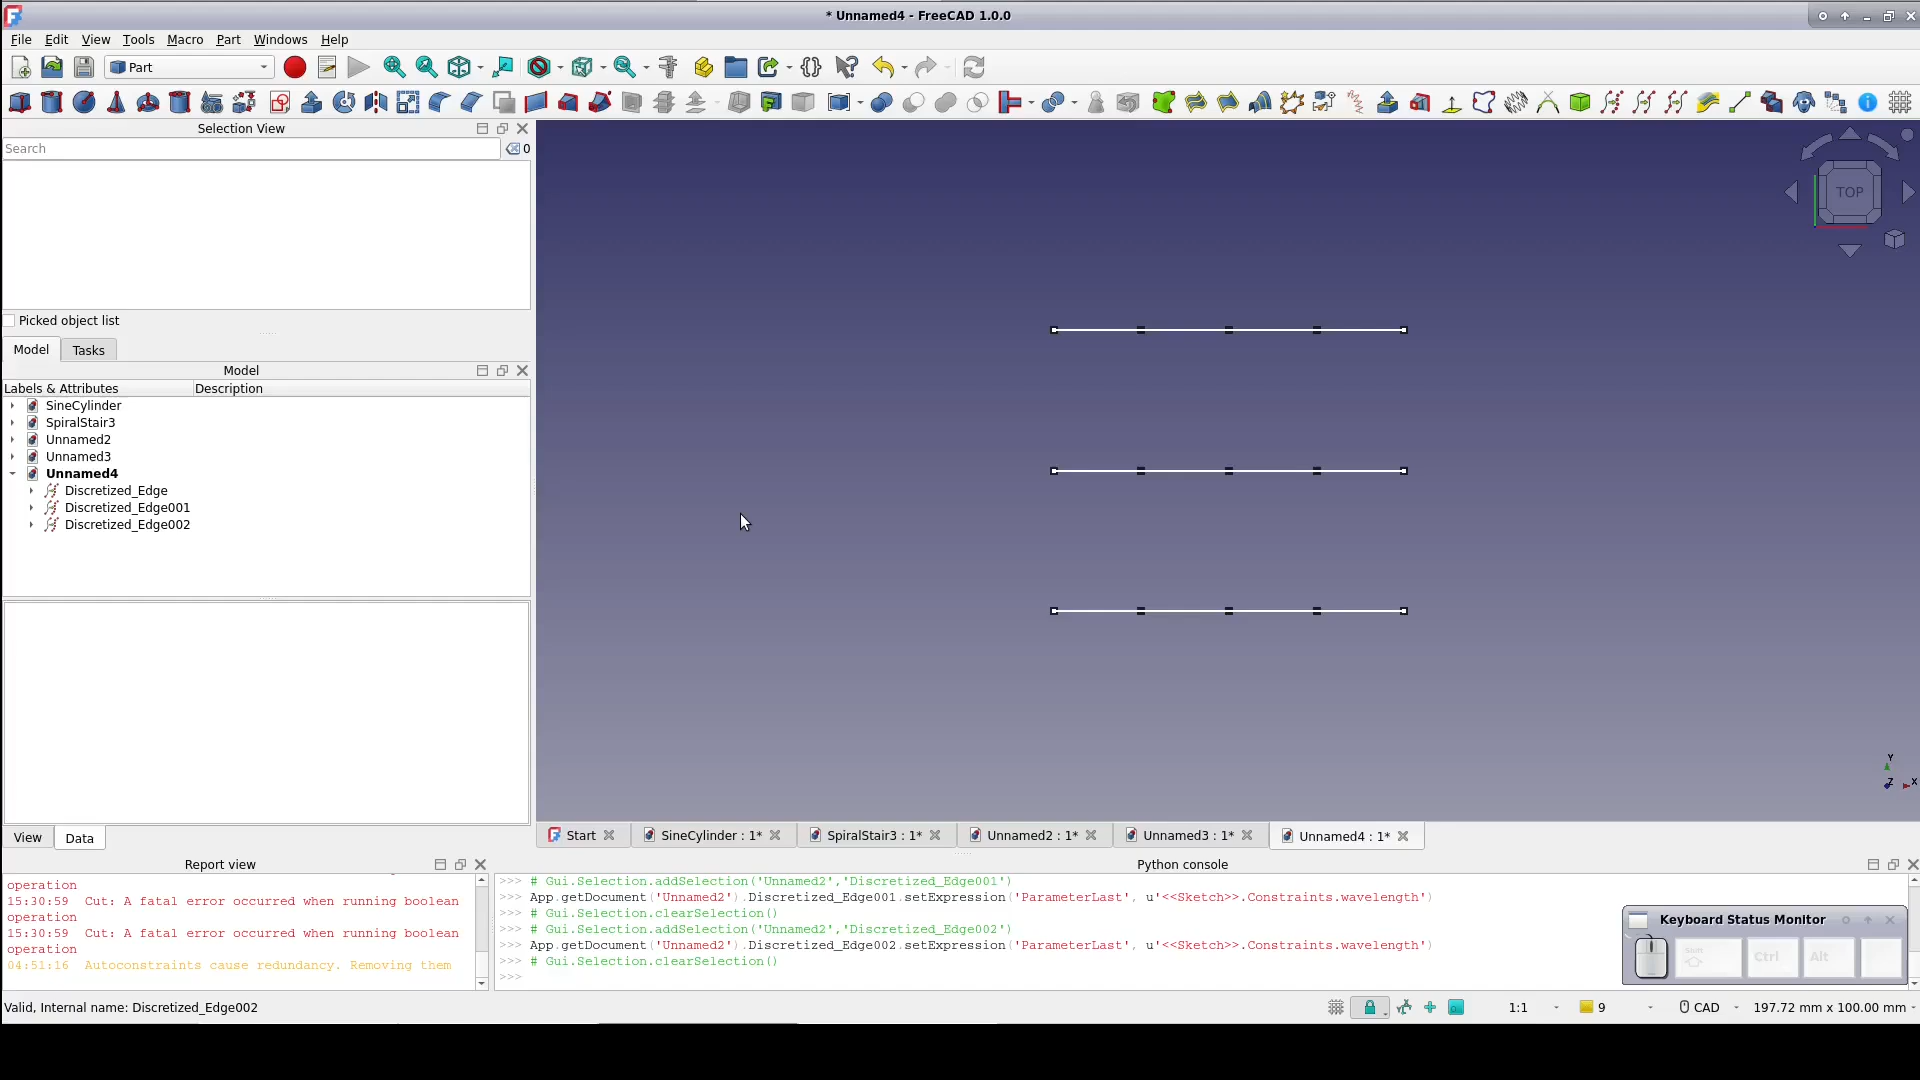 * Unnamed4 - FreeCAD 1.0.0
File Edit View Tools Macro Part Windows Help
Part
Selection View
Search
0
Picked object list
Model Tasks
Model
Labels & Attributes Description
SineCylinder
SpiralStair3
Unnamed2
Unnamed3
Unnamed4
Discretized_Edge
Discretized_Edge001
Discretized_Edge002
TOP
Y
Z X
View Data
Start SineCylinder : 1* SpiralStair3 : 1* Unnamed2 : 1* Unnamed3 : 1* Unnamed4 : 1*
Report view
operation
15:30:59 Cut: A fatal error occurred when running boolean
operation
15:30:59 Cut: A fatal error occurred when running boolean
operation
04:51:16 Autoconstraints cause redundancy. Removing them
Python console
>>> # Gui.Selection.addSelection('Unnamed2','Discretized_Edge001')
>>> App.getDocument('Unnamed2').Discretized_Edge001.setExpression('ParameterLast', u'<<Sketch>>.Constraints.wavelength')
>>> # Gui.Selection.clearSelection()
>>> # Gui.Selection.addSelection('Unnamed2','Discretized_Edge002')
>>> App.getDocument('Unnamed2').Discretized_Edge002.setExpression('ParameterLast', u'<<Sketch>>.Constraints.wavelength')
>>> # Gui.Selection.clearSelection()
>>>
Keyboard Status Monitor
Shift Ctrl Alt
Valid, Internal name: Discretized_Edge002
1:1 9 CAD 197.72 mm x 100.00 mm